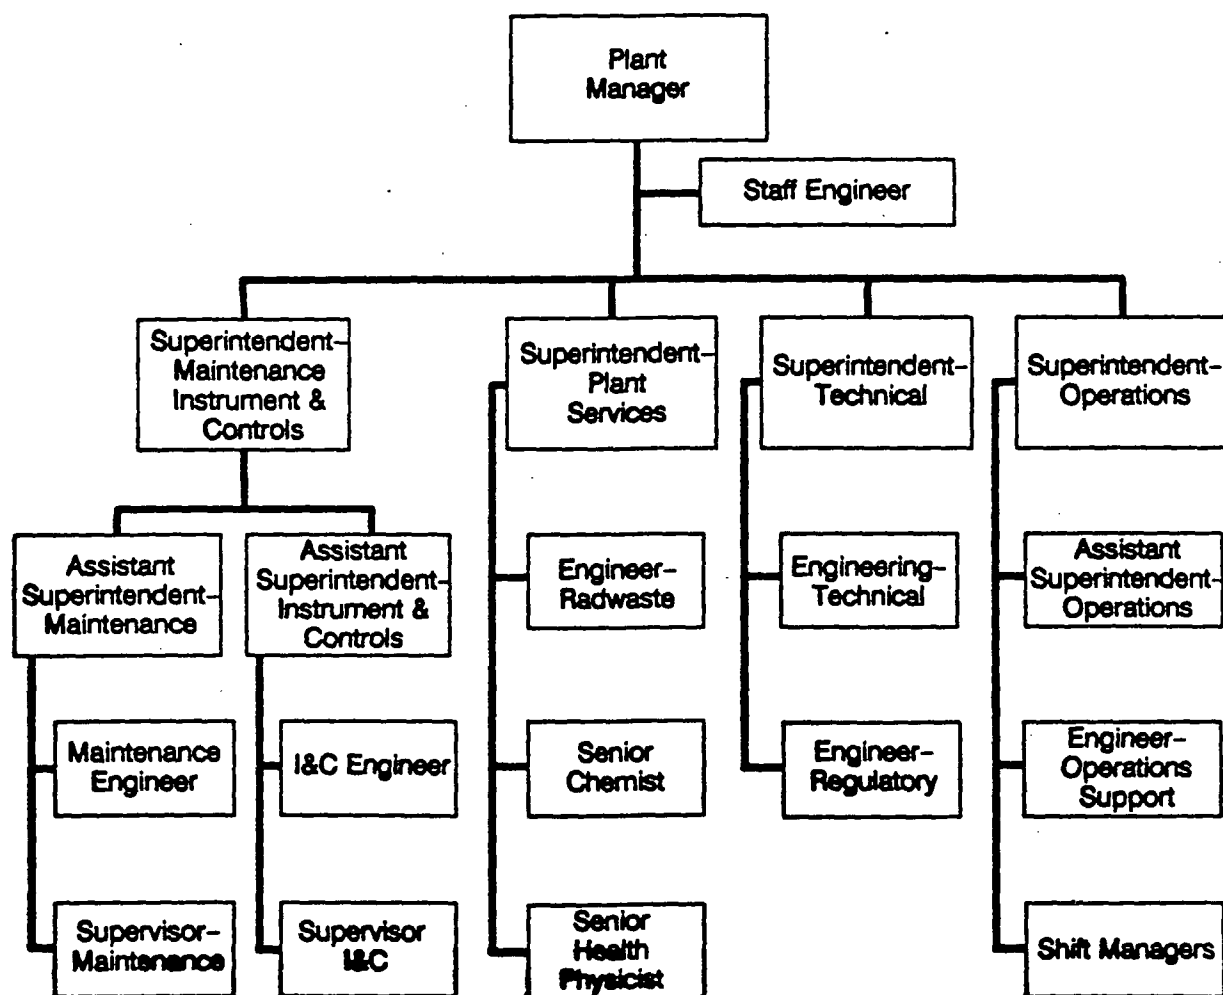 Plant
Manager
Staff Engineer
Superintendent–
Maintenance
Instrument &
Controls
Superintendent–
Plant
Services
Superintendent–
Technical
Superintendent–
Operations
Assistant
Superintendent–
Maintenance
Assistant
Superintendent–
Instrument &
Controls
Engineer–
Radwaste
Engineering–
Technical
Assistant
Superintendent–
Operations
Maintenance
Engineer
I&C Engineer
Senior
Chemist
Engineer–
Regulatory
Engineer–
Operations
Support
Supervisor–
Maintenance
Supervisor
I&C
Senior
Health
Physicist
Shift Managers